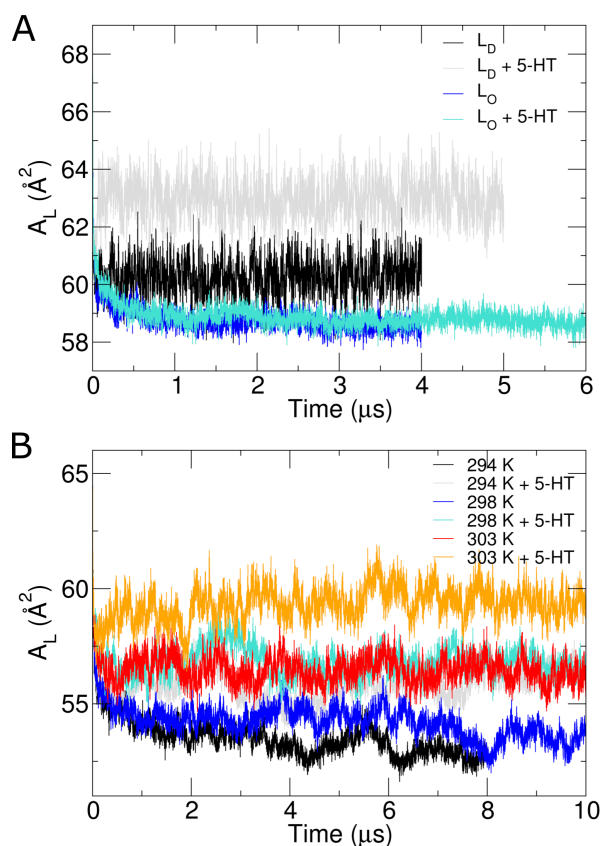 A
68
66
64
62
60
58
A_L (Å²)
L_D
L_D + 5-HT
L_O
L_O + 5-HT
0 1 2 3 4 5 6
Time (μs)
B
65
60
55
A_L (Å²)
294 K
294 K + 5-HT
298 K
298 K + 5-HT
303 K
303 K + 5-HT
0 2 4 6 8 10
Time (μs)